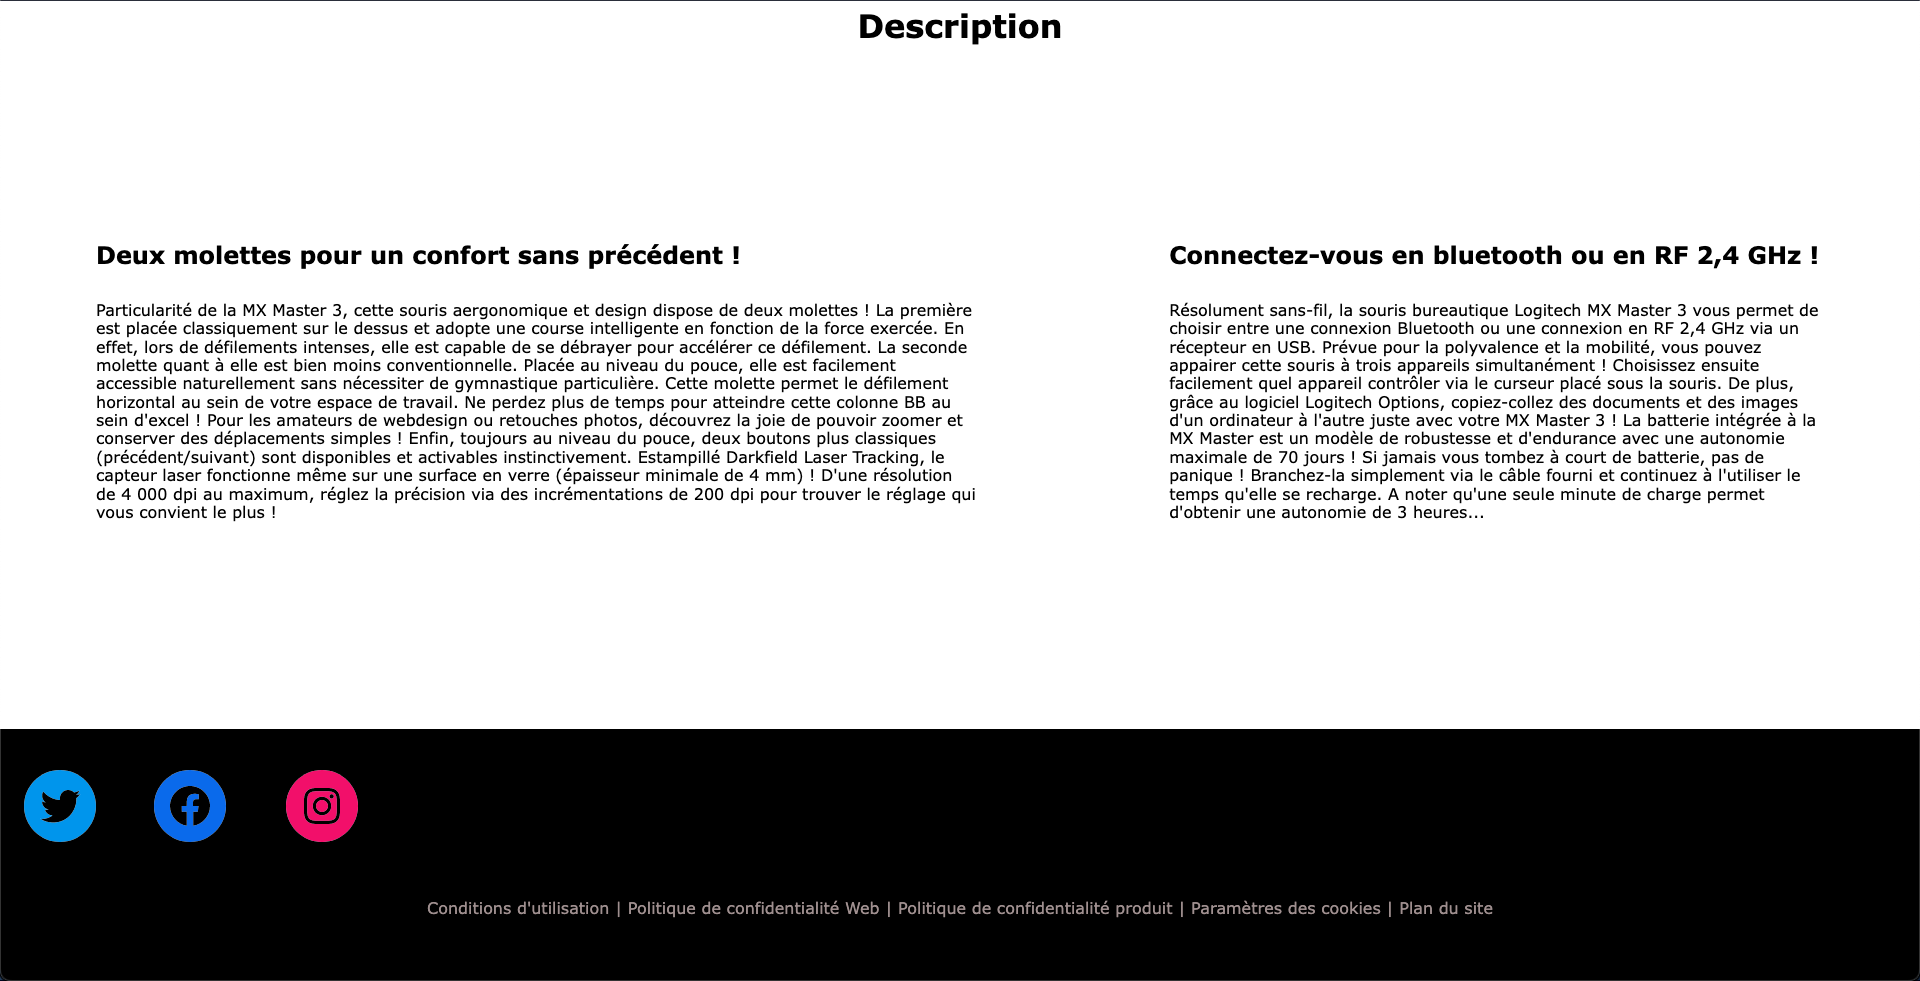 Description
Deux molettes pour un confort sans précédent !
Particularité de la MX Master 3, cette souris aergonomique et design dispose de deux molettes ! La première
est placée classiquement sur le dessus et adopte une course intelligente en fonction de la force exercée. En
effet, lors de défilements intenses, elle est capable de se débrayer pour accélérer ce défilement. La seconde
molette quant à elle est bien moins conventionnelle. Placée au niveau du pouce, elle est facilement
accessible naturellement sans nécessiter de gymnastique particulière. Cette molette permet le défilement
horizontal au sein de votre espace de travail. Ne perdez plus de temps pour atteindre cette colonne BB au
sein d'excel ! Pour les amateurs de webdesign ou retouches photos, découvrez la joie de pouvoir zoomer et
conserver des déplacements simples ! Enfin, toujours au niveau du pouce, deux boutons plus classiques
(précédent/suivant) sont disponibles et activables instinctivement. Estampillé Darkfield Laser Tracking, le
capteur laser fonctionne même sur une surface en verre (épaisseur minimale de 4 mm) ! D'une résolution
de 4 000 dpi au maximum, réglez la précision via des incrémentations de 200 dpi pour trouver le réglage qui
vous convient le plus !
Connectez-vous en bluetooth ou en RF 2,4 GHz !
Résolument sans-fil, la souris bureautique Logitech MX Master 3 vous permet de
choisir entre une connexion Bluetooth ou une connexion en RF 2,4 GHz via un
récepteur en USB. Prévue pour la polyvalence et la mobilité, vous pouvez
appairer cette souris à trois appareils simultanément ! Choisissez ensuite
facilement quel appareil contrôler via le curseur placé sous la souris. De plus,
grâce au logiciel Logitech Options, copiez-collez des documents et des images
d'un ordinateur à l'autre juste avec votre MX Master 3 ! La batterie intégrée à la
MX Master est un modèle de robustesse et d'endurance avec une autonomie
maximale de 70 jours ! Si jamais vous tombez à court de batterie, pas de
panique ! Branchez-la simplement via le câble fourni et continuez à l'utiliser le
temps qu'elle se recharge. A noter qu'une seule minute de charge permet
d'obtenir une autonomie de 3 heures...
Conditions d'utilisation | Politique de confidentialité Web | Politique de confidentialité produit | Paramètres des cookies | Plan du site